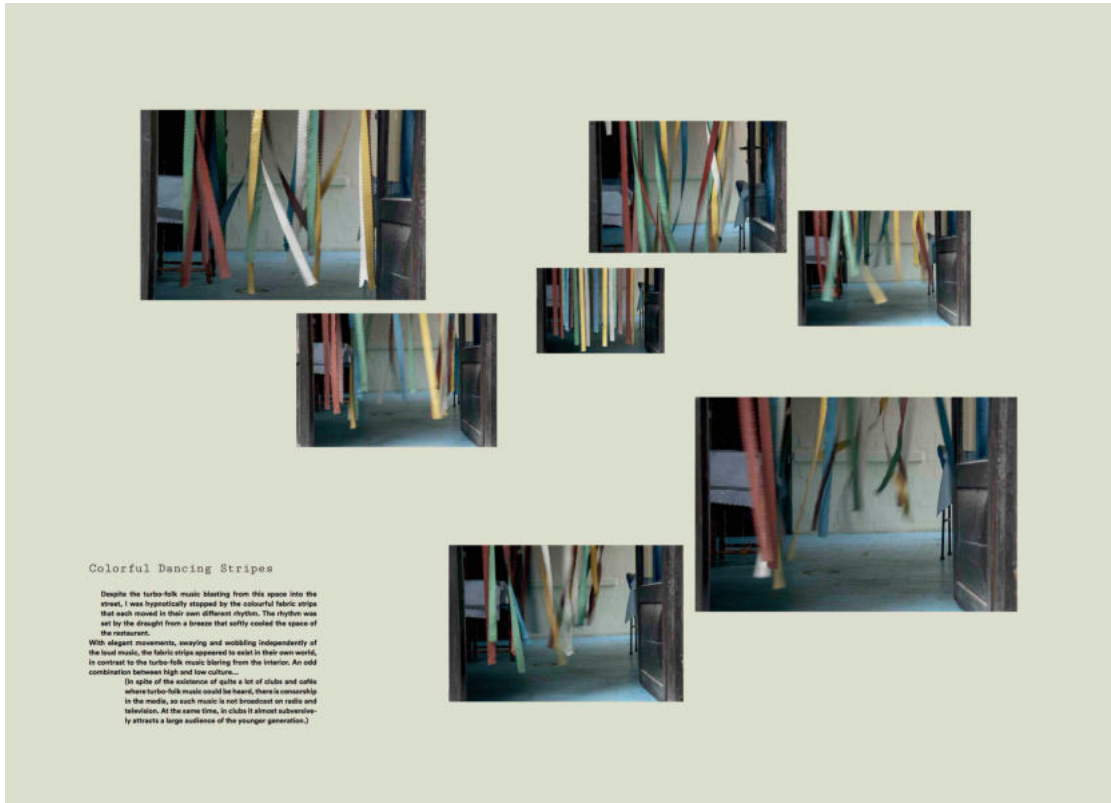 Colorful Dancing Stripes
Despite the turbo-folk music blasting from this space into the
street, I was hypnotically stopped by the colourful fabric strips
that each moved in their own different rhythm. The rhythm was
set by the draught from a breeze that softly cooled the space of
the restaurant.
With elegant movements, swaying and wobbling independently of
the loud music, the fabric strips appeared to exist in their own world,
in contrast to the turbo-folk music blaring from the interior. An odd
combination between high and low culture...
(In spite of the existence of quite a lot of clubs and cafés
where turbo-folk music could be heard, there is censorship
in the media, so such music is not broadcast on radio and
television. At the same time, in clubs it almost subversive-
ly attracts a large audience of the younger generation.)